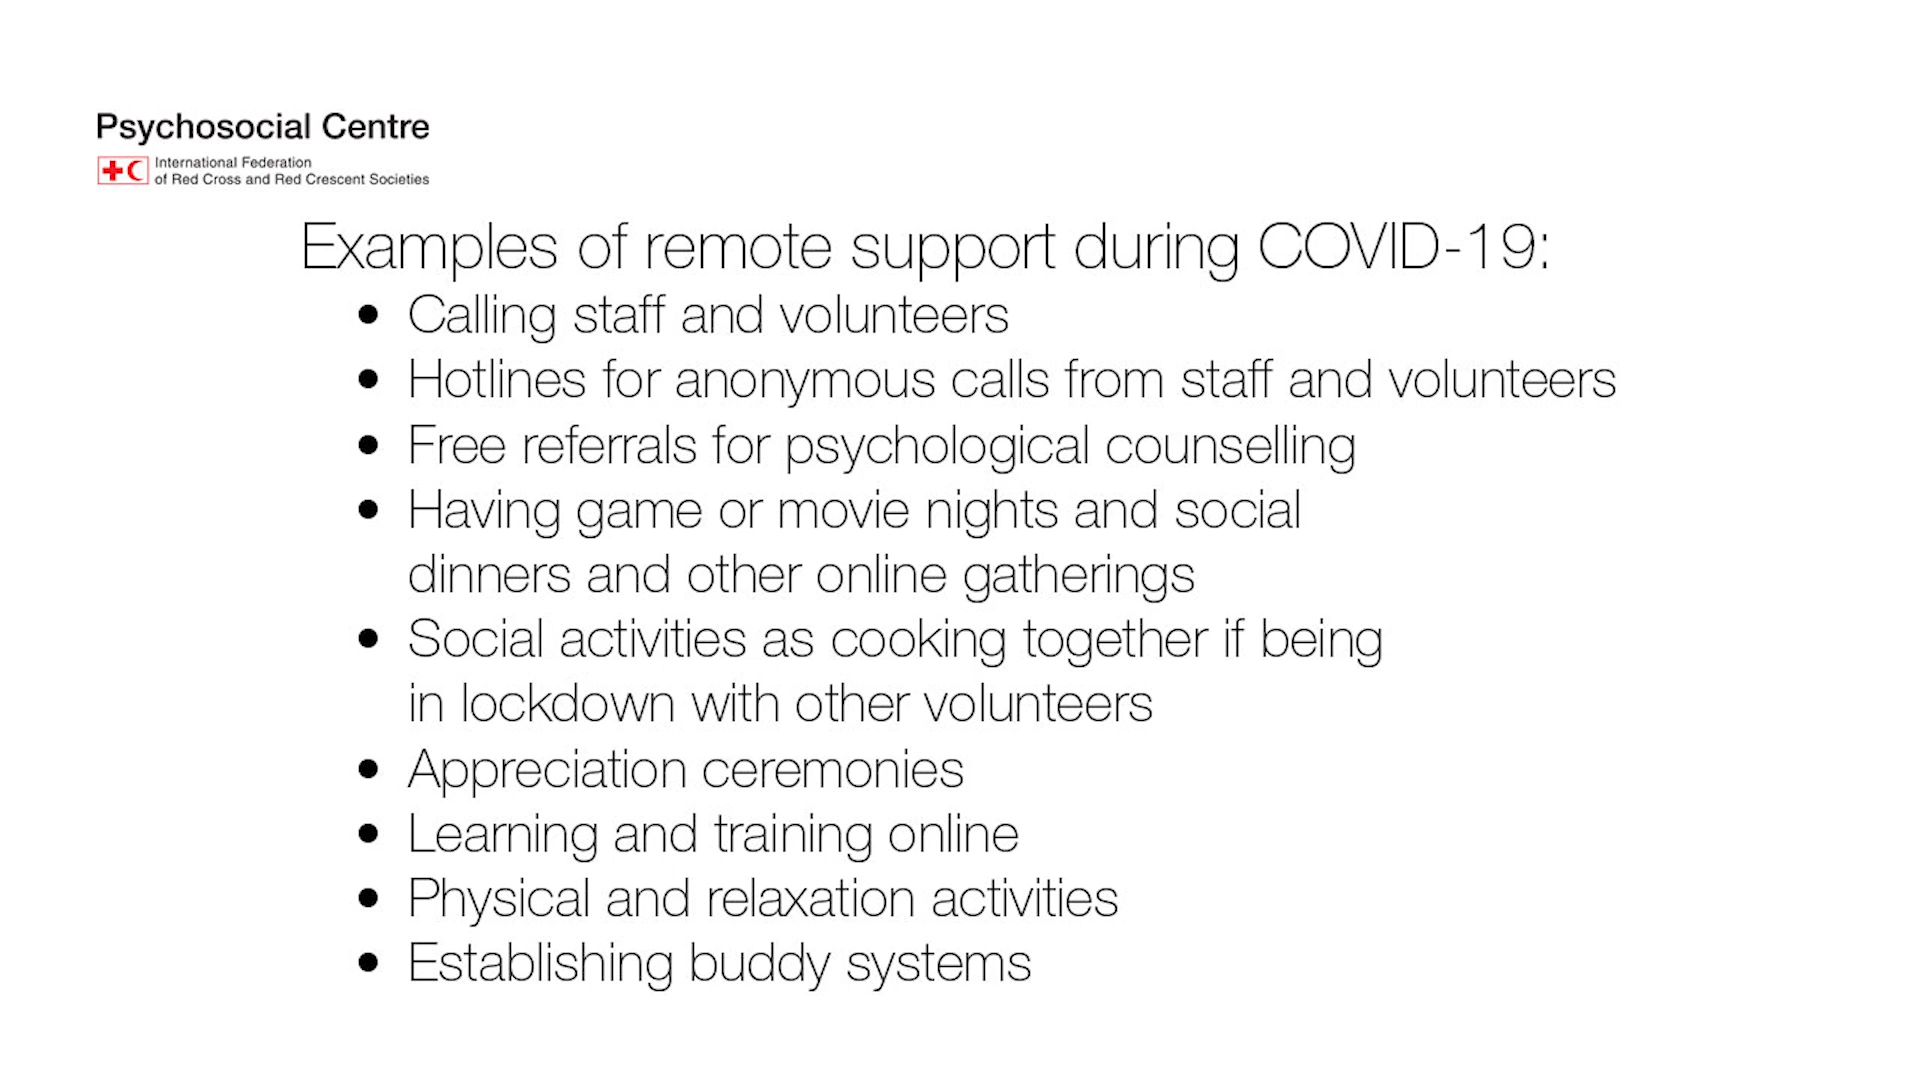 Psychosocial Centre
International Federation
of Red Cross and Red Crescent Societies
Examples of remote support during COVID-19:
• Calling staff and volunteers
• Hotlines for anonymous calls from staff and volunteers
• Free referrals for psychological counselling
• Having game or movie nights and social
dinners and other online gatherings
• Social activities as cooking together if being
in lockdown with other volunteers
• Appreciation ceremonies
• Learning and training online
• Physical and relaxation activities
• Establishing buddy systems